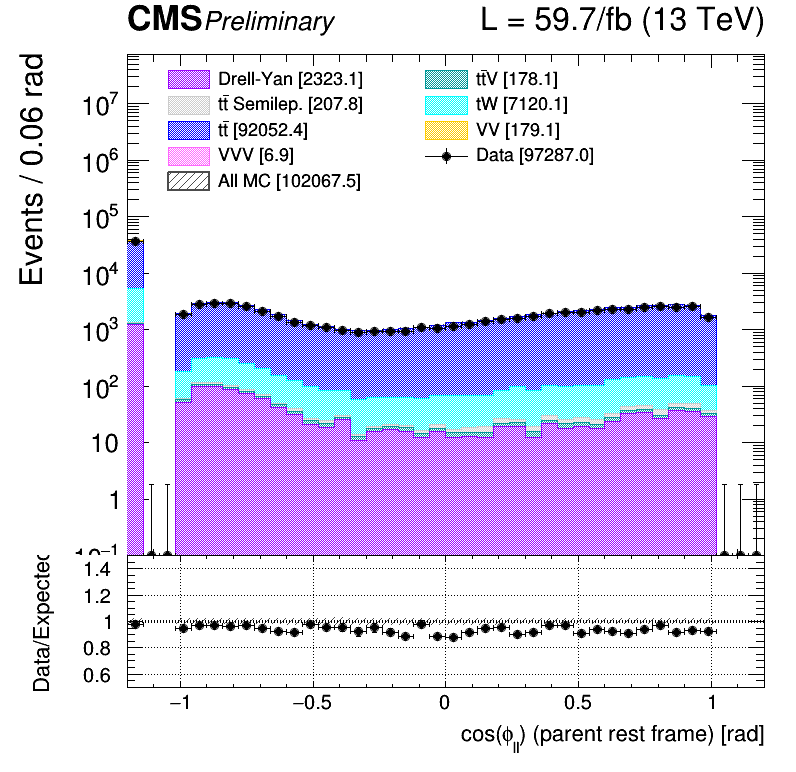 CMS Preliminary L = 59.7/fb (13 TeV)
Events / 0.06 rad
Drell-Yan [2323.1]
tt̄ Semilep. [207.8]
tt̄ [92052.4]
VVV [6.9]
All MC [102067.5]
tt̄V [178.1]
tW [7120.1]
VV [179.1]
Data [97287.0]
10⁷
10⁶
10⁵
10⁴
10³
10²
10
1
10⁻¹
Data/Expected
1.4
1.2
1
0.8
0.6
−1 −0.5 0 0.5 1
cos(ϕ_ll) (parent rest frame) [rad]